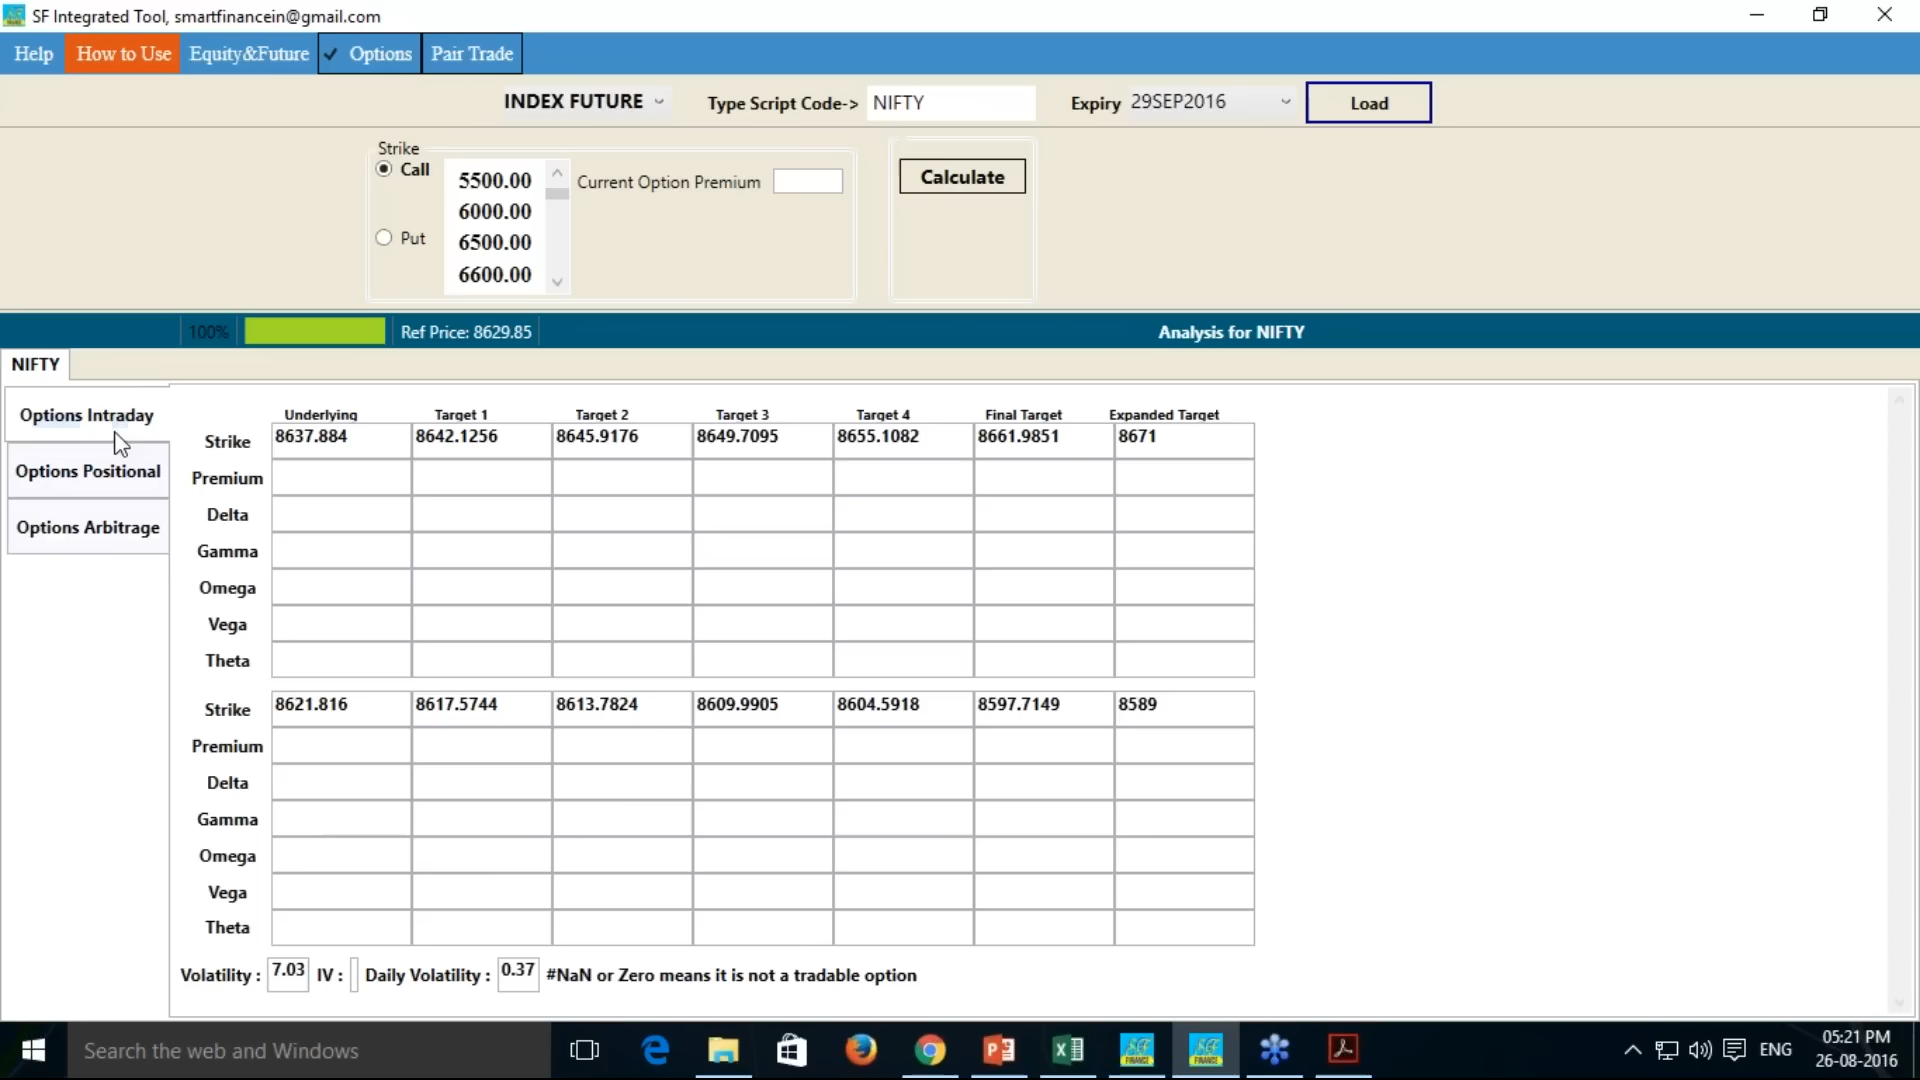 SF Integrated Tool, smartfinancein@gmail.com
Help How to Use Equity&Future ✓ Options Pair Trade
INDEX FUTURE Type Script Code-> NIFTY Expiry 29SEP2016 Load
Strike
Call 5500.00 Current Option Premium Calculate
6000.00
Put 6500.00
6600.00
100% Ref Price: 8629.85 Analysis for NIFTY
NIFTY
Options Intraday
Options Positional
Options Arbitrage
Underlying Target 1 Target 2 Target 3 Target 4 Final Target Expanded Target
Strike 8637.884 8642.1256 8645.9176 8649.7095 8655.1082 8661.9851 8671
Premium
Delta
Gamma
Omega
Vega
Theta
Strike 8621.816 8617.5744 8613.7824 8609.9905 8604.5918 8597.7149 8589
Premium
Delta
Gamma
Omega
Vega
Theta
Volatility : 7.03 IV : Daily Volatility : 0.37 #NaN or Zero means it is not a tradable option
Search the web and Windows
ENG
05:21 PM
26-08-2016